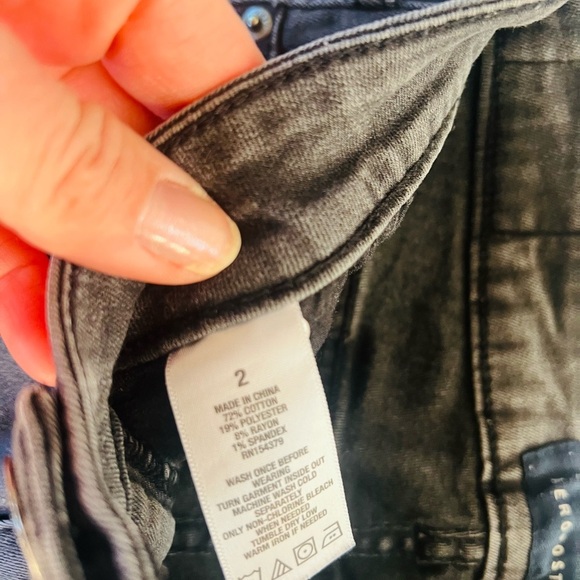 2
MADE IN CHINA
72% COTTON
19% POLYESTER
8% RAYON
1% SPANDEX
RN154379
WASH ONCE BEFORE
WEARING
TURN GARMENT INSIDE OUT
MACHINE WASH COLD
SEPARATELY
ONLY NON-CHLORINE BLEACH
WHEN NEEDED
TUMBLE DRY LOW
WARM IRON IF NEEDED